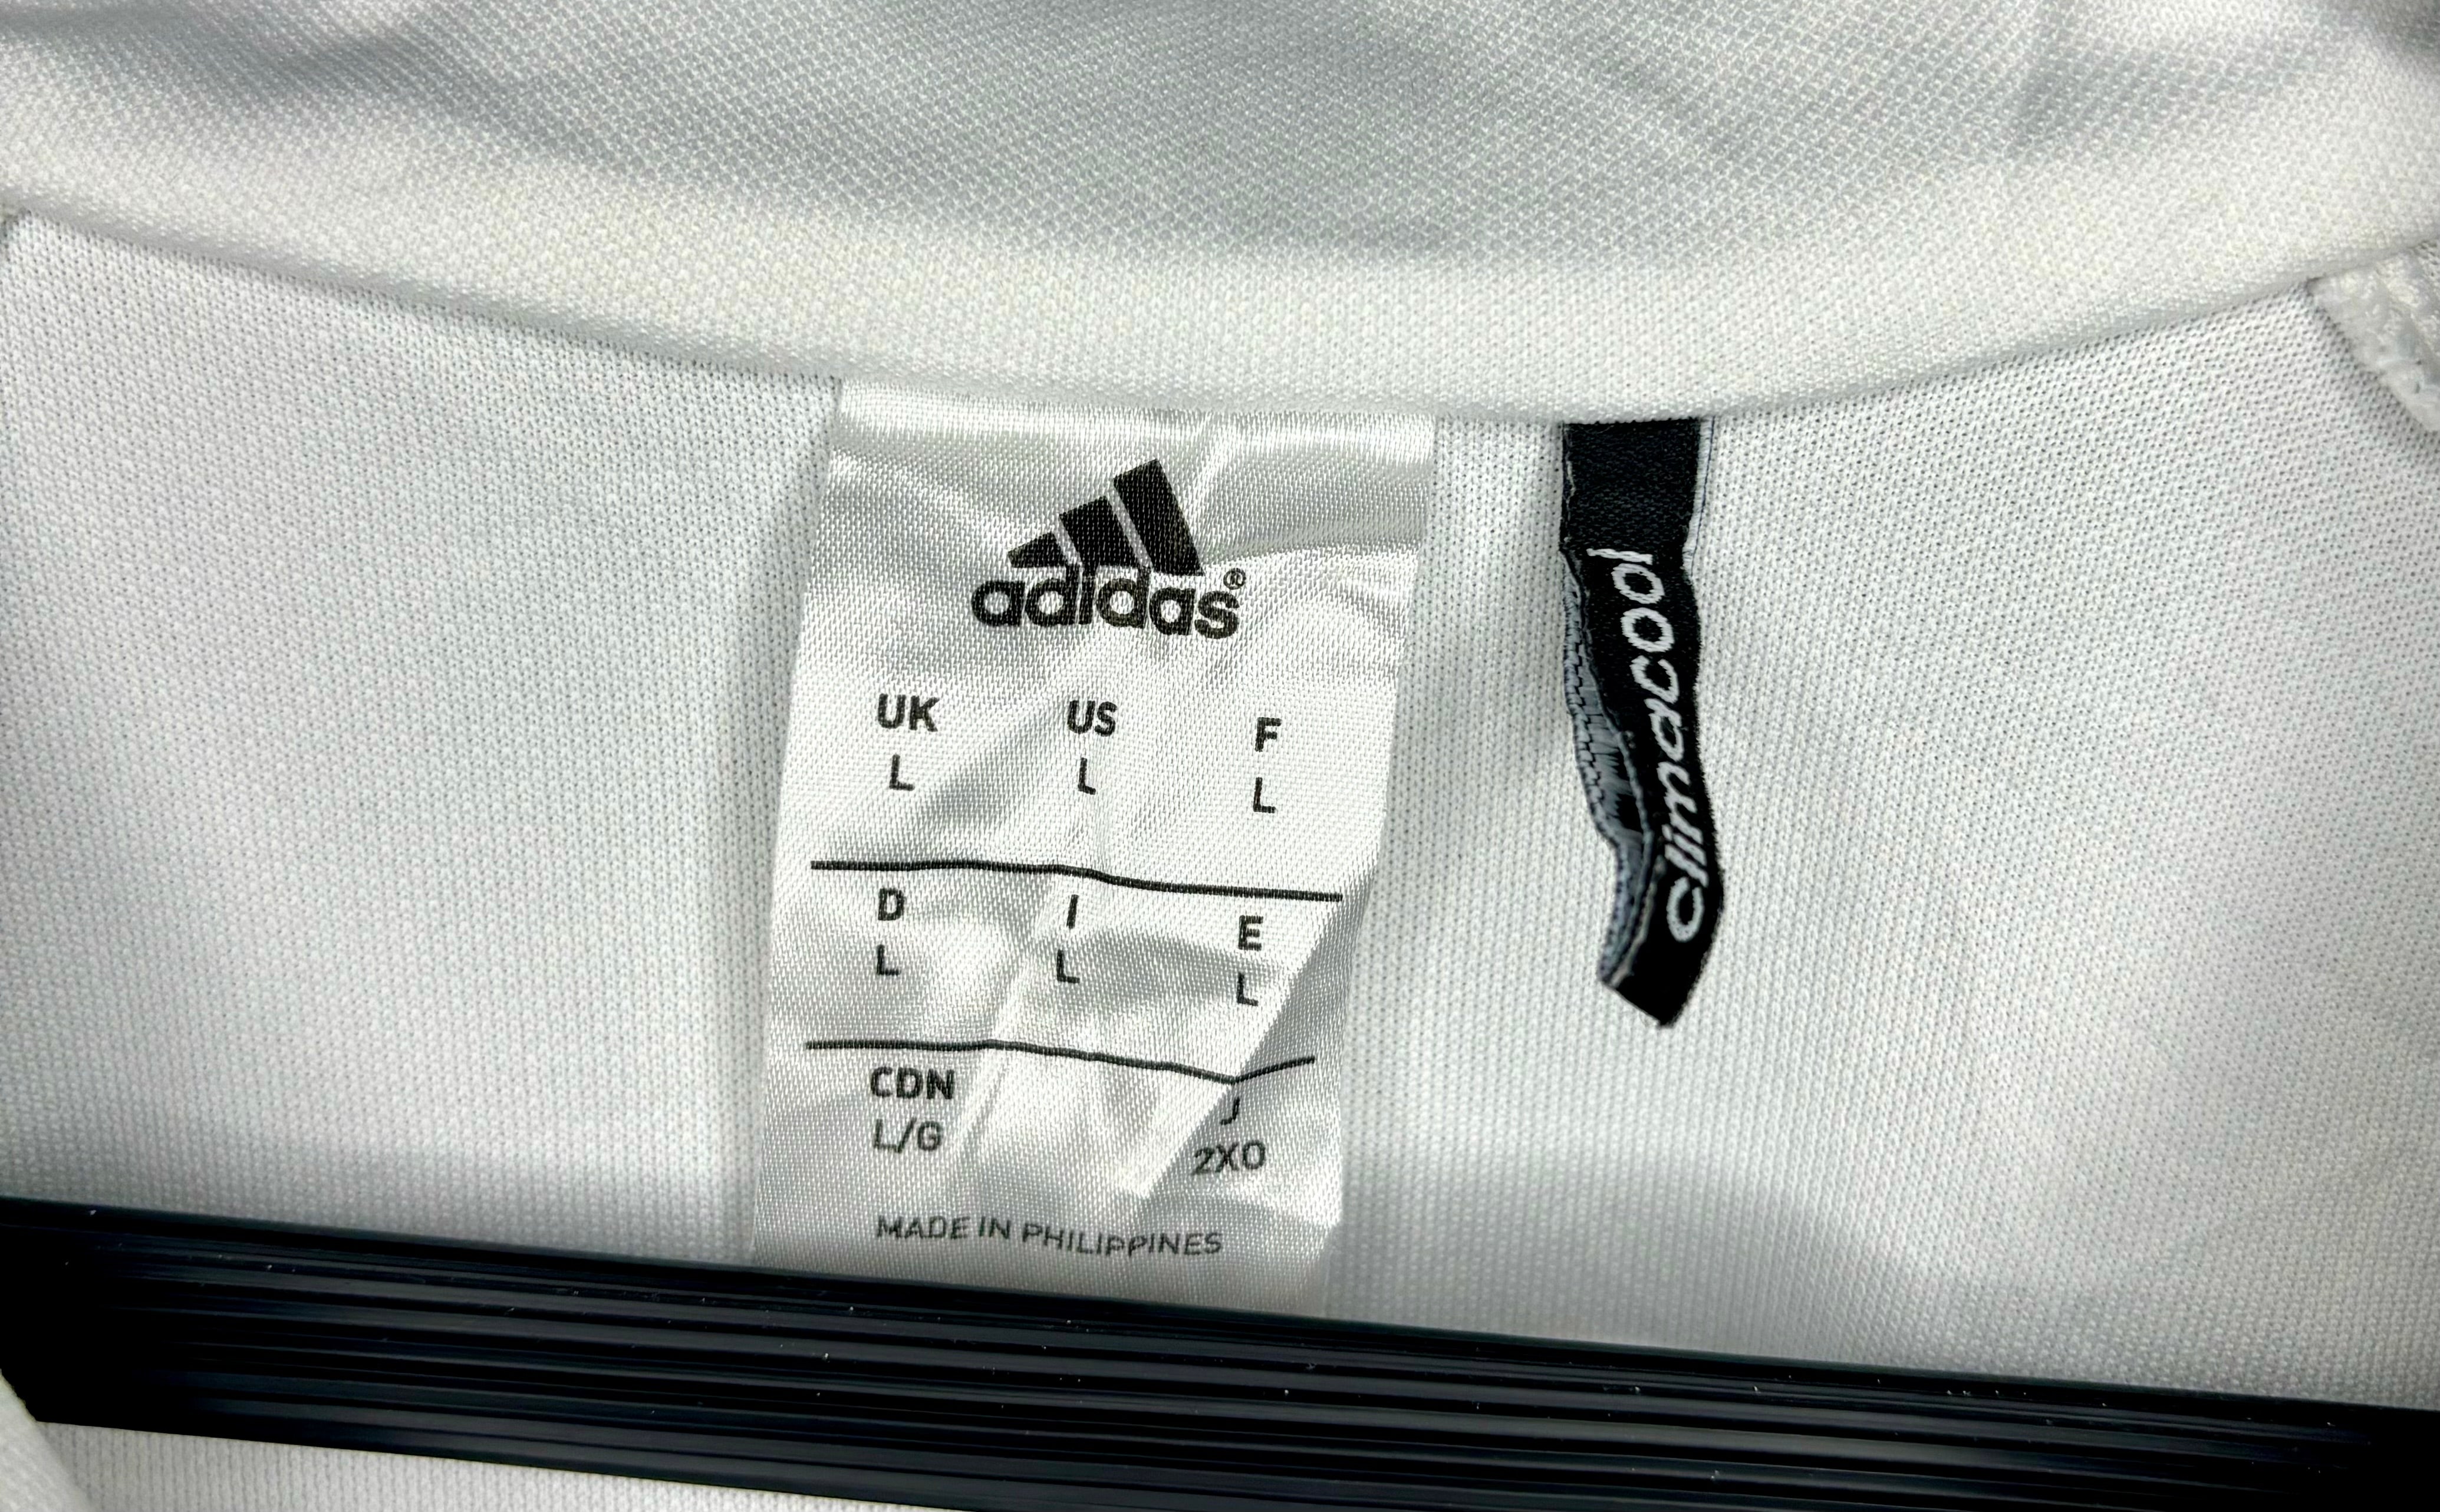 adidas®
UK US F
L L L
D I E
L L L
CDN J
L/G 2XO
MADE IN PHILIPPINES
climacool